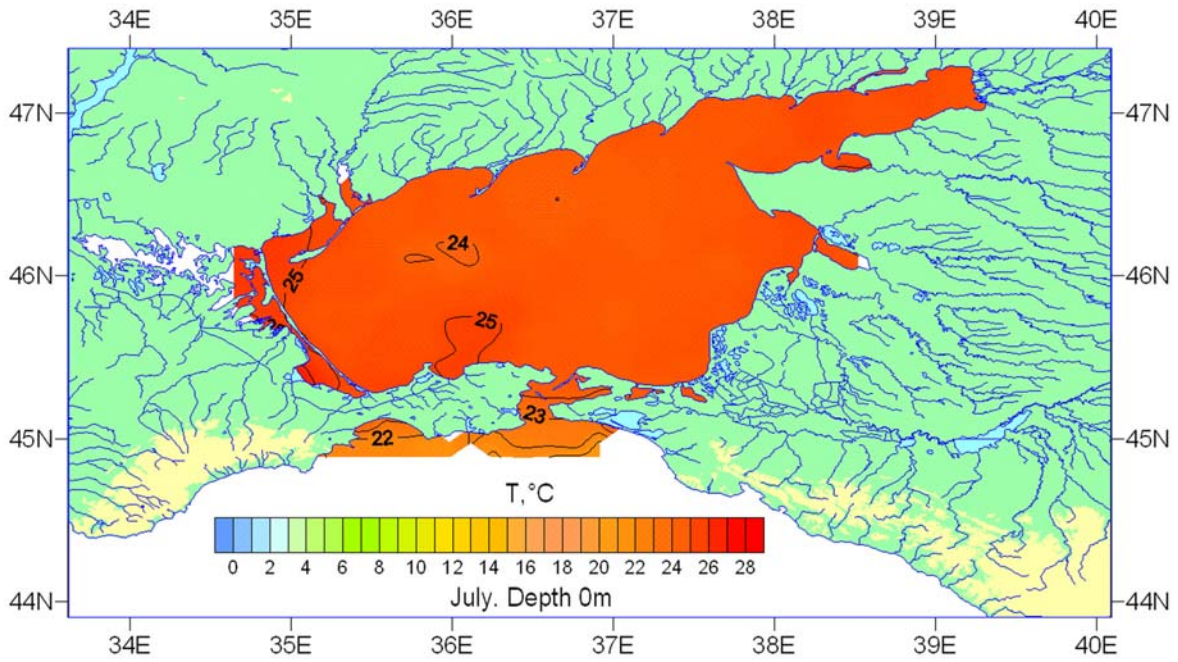 34E 35E 36E 37E 38E 39E 40E
47N 47N
24
46N 46N
25
25
23
45N 22 45N
T,°C
0 2 4 6 8 10 12 14 16 18 20 22 24 26 28
July. Depth 0m
44N 44N
34E 35E 36E 37E 38E 39E 40E